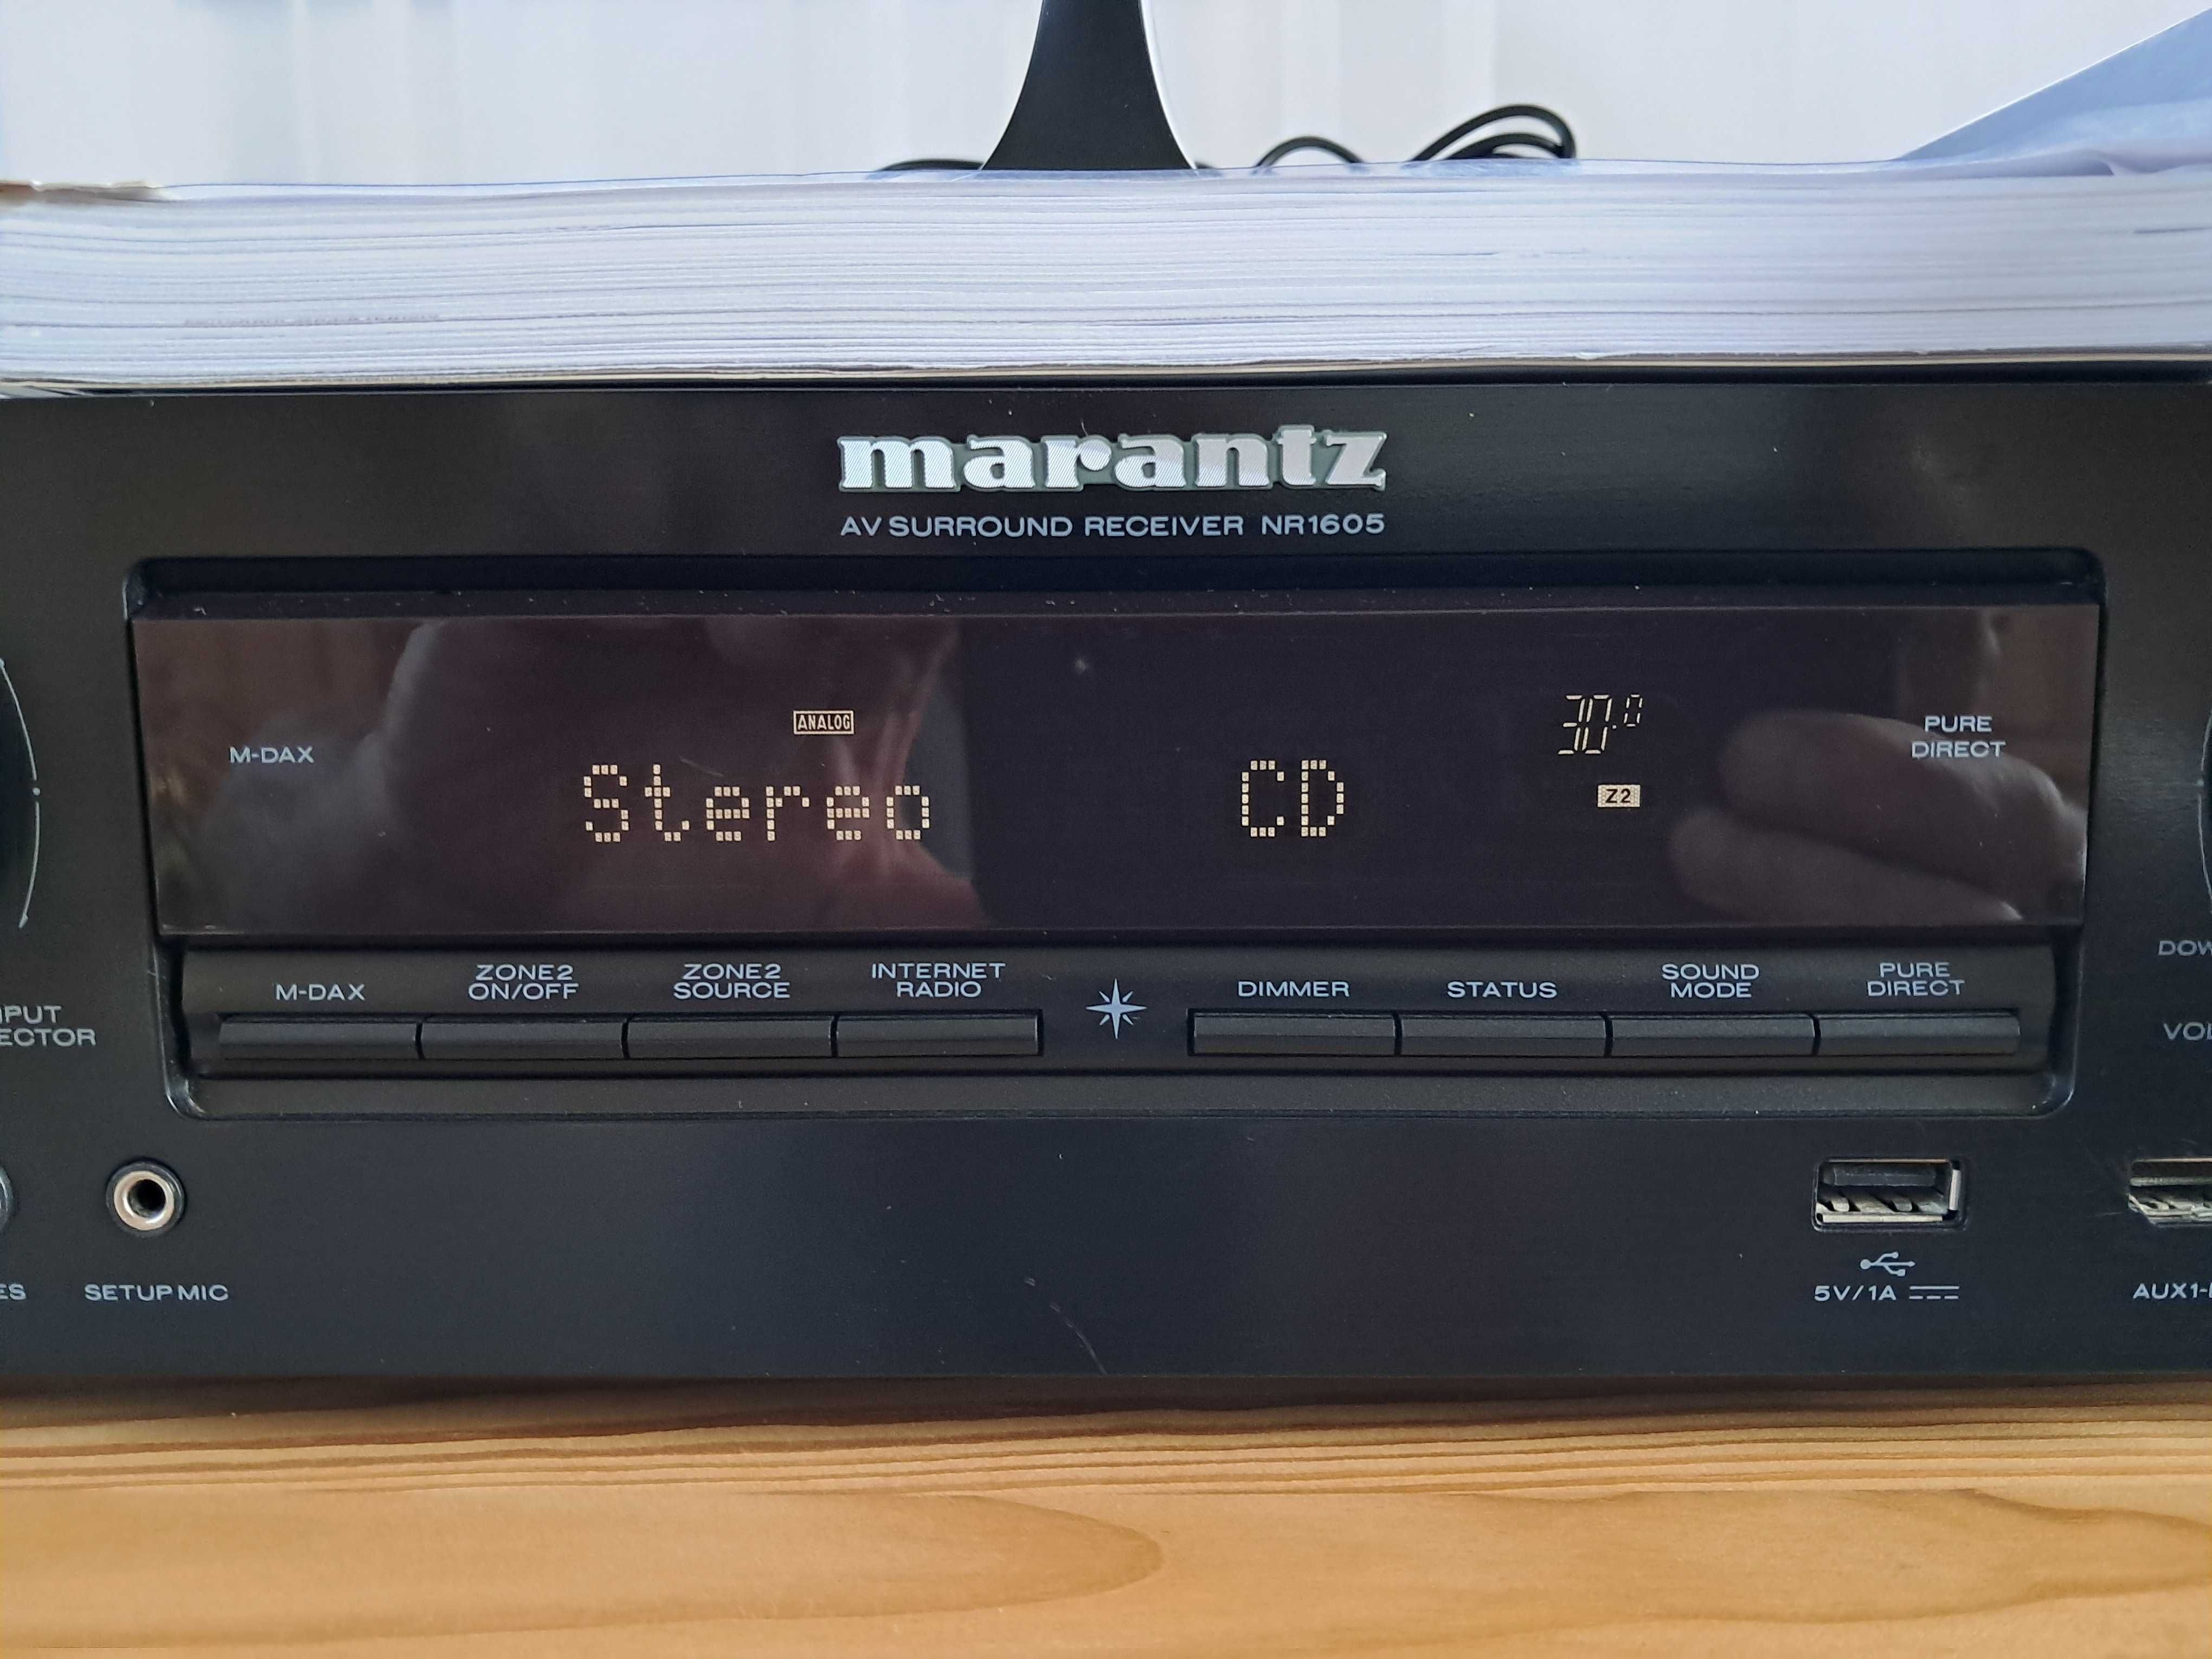 marantz
AV SURROUND RECEIVER NR1605
ANALOG
30.0
M-DAX
PURE
DIRECT
Stereo CD
Z2
M-DAX
ZONE2
ON/OFF
ZONE2
SOURCE
INTERNET
RADIO
DIMMER
STATUS
SOUND
MODE
PURE
DIRECT
SETUP MIC
5V/1A
AUX1-